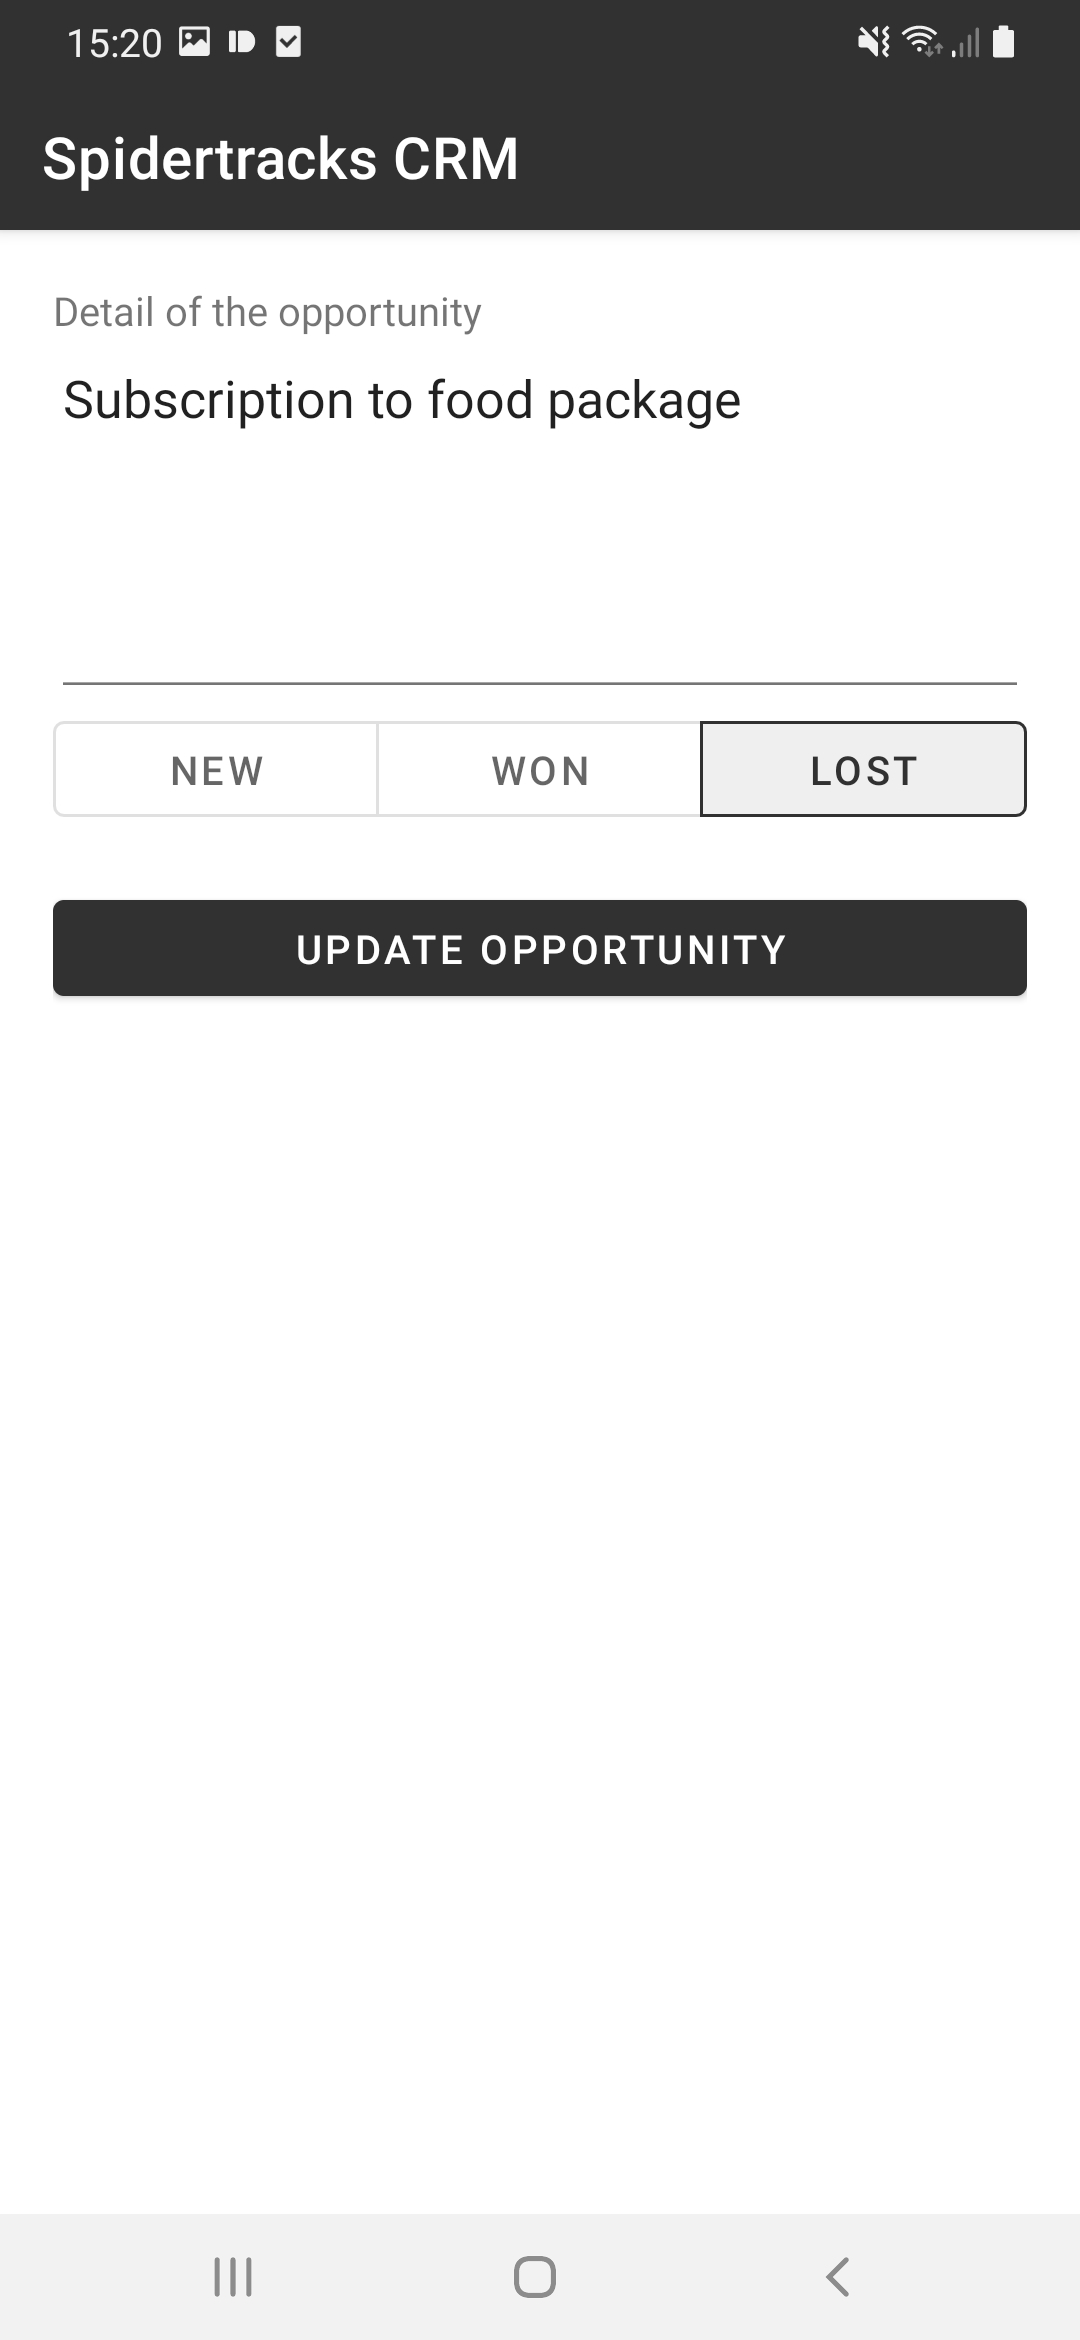 15:20
Spidertracks CRM
Detail of the opportunity
Subscription to food package
NEW WON LOST
UPDATE OPPORTUNITY